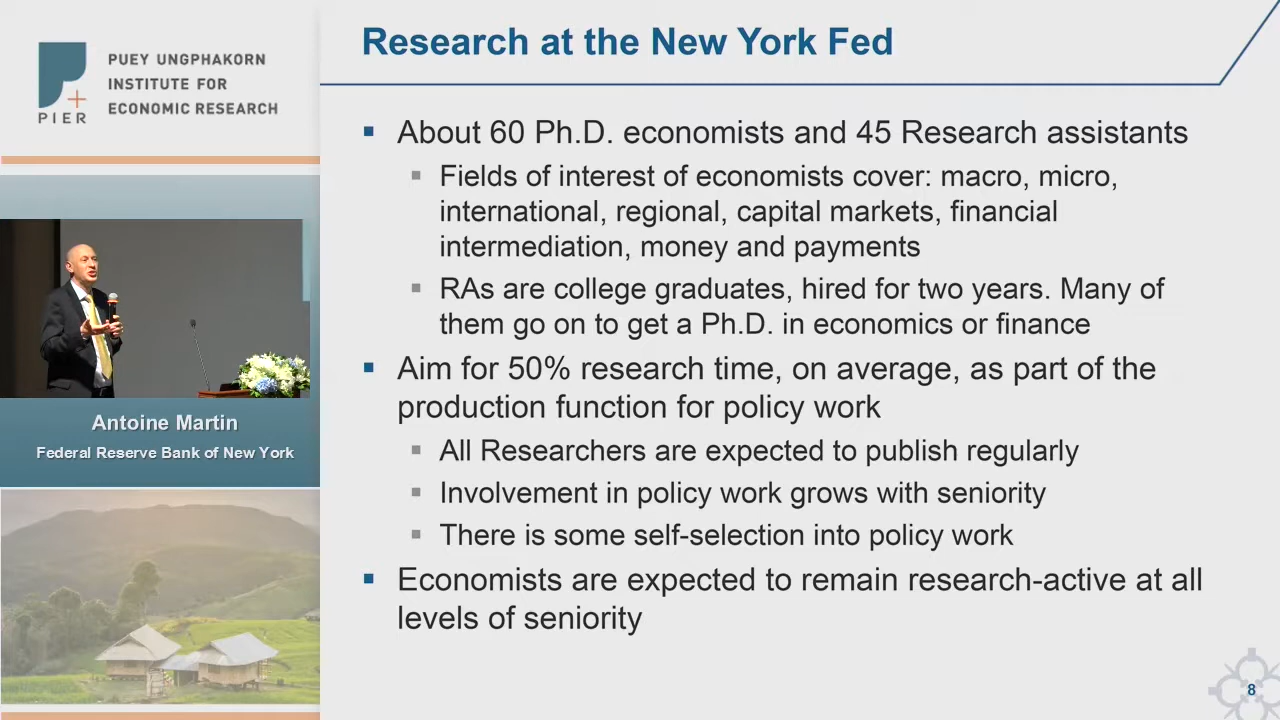 PUEY UNGPHAKORN
INSTITUTE FOR
ECONOMIC RESEARCH
PIER
Antoine Martin
Federal Reserve Bank of New York
Research at the New York Fed
About 60 Ph.D. economists and 45 Research assistants
Fields of interest of economists cover: macro, micro,
international, regional, capital markets, financial
intermediation, money and payments
RAs are college graduates, hired for two years. Many of
them go on to get a Ph.D. in economics or finance
Aim for 50% research time, on average, as part of the
production function for policy work
All Researchers are expected to publish regularly
Involvement in policy work grows with seniority
There is some self-selection into policy work
Economists are expected to remain research-active at all
levels of seniority
8